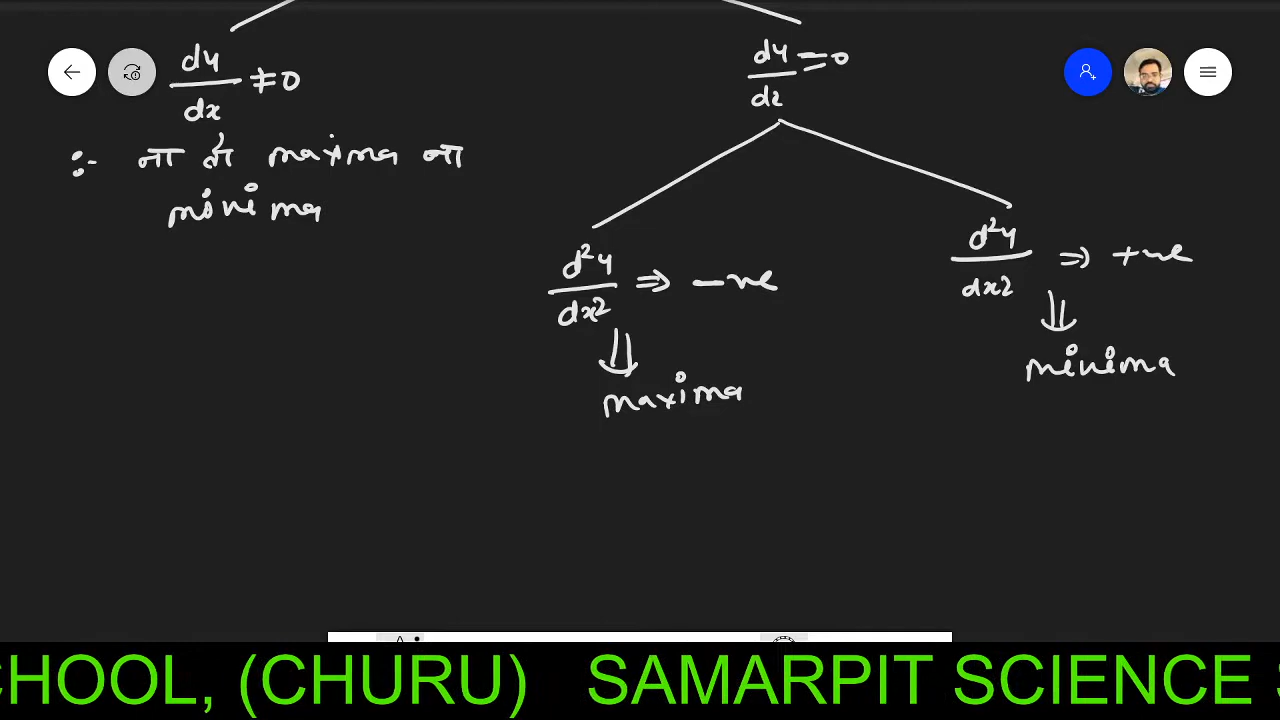 dy/dx ≠ 0
dy/dx = 0
∴ ना तो maxima ना
minima
d²y/dx² ⇒ -ve
d²y/dx² ⇒ +ve
maxima
minima
CHOOL, (CHURU) SAMARPIT SCIENCE S